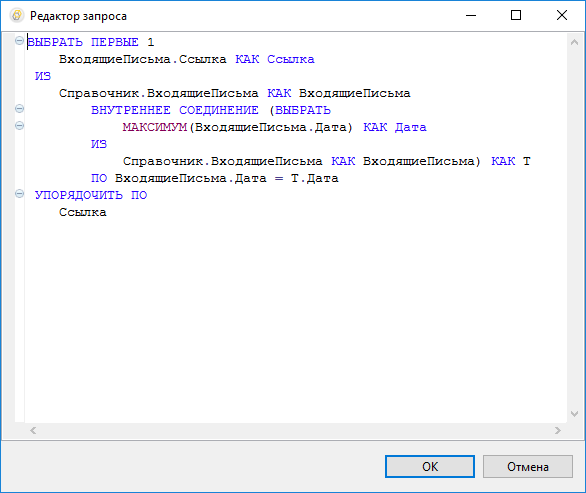 Редактор запроса
ВЫБРАТЬ ПЕРВЫЕ 1
ВходящиеПисьма.Ссылка КАК Ссылка
ИЗ
Справочник.ВходящиеПисьма КАК ВходящиеПисьма
ВНУТРЕННЕЕ СОЕДИНЕНИЕ (ВЫБРАТЬ
МАКСИМУМ(ВходящиеПисьма.Дата) КАК Дата
ИЗ
Справочник.ВходящиеПисьма КАК ВходящиеПисьма) КАК Т
ПО ВходящиеПисьма.Дата = Т.Дата
УПОРЯДОЧИТЬ ПО
Ссылка
ОК
Отмена